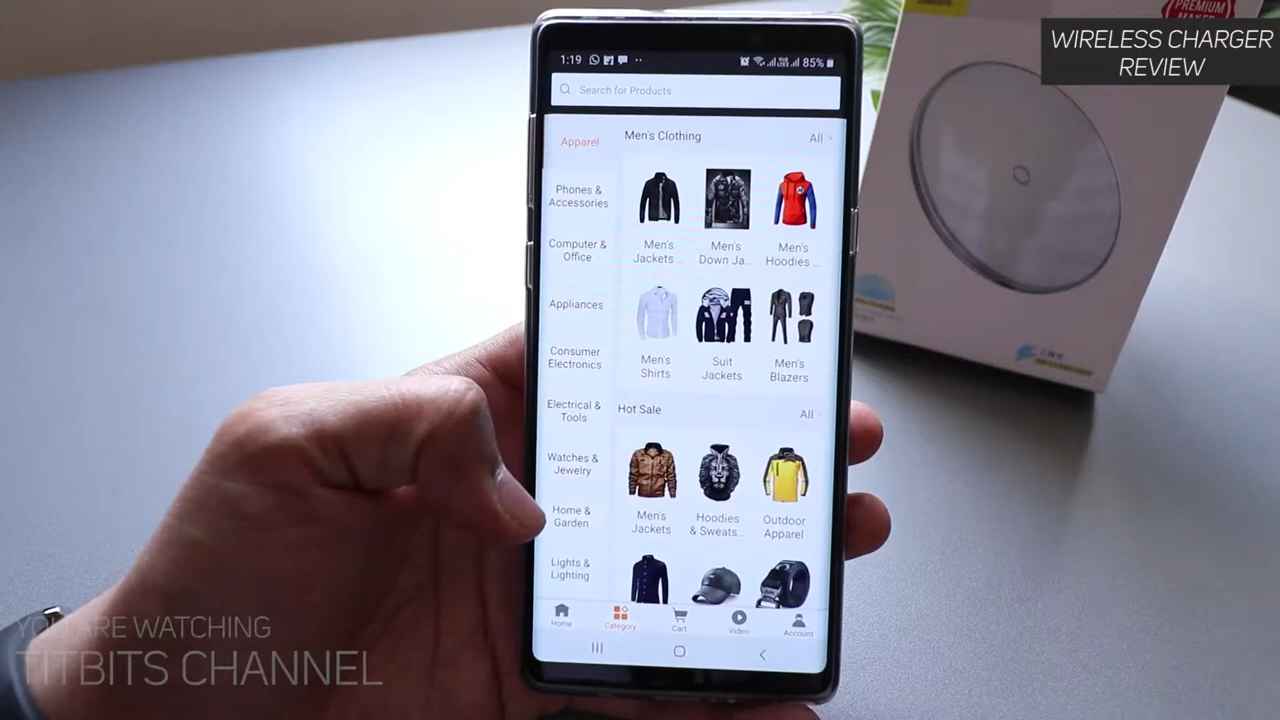 PREMIUM
MAKER
WIRELESS CHARGER
REVIEW
1:19
85%
Search for Products
Apparel
Men's Clothing
All >
Phones &
Accessories
Men's
Jackets ..
Men's
Down Ja...
Men's
Hoodies ..
Computer &
Office
Appliances
Men's
Shirts
Suit
Jackets
Men's
Blazers
Consumer
Electronics
Electrical &
Tools
Hot Sale
All >
Watches &
Jewelry
Men's
Jackets
Hoodies
& Sweats...
Outdoor
Apparel
Home &
Garden
Lights &
Lighting
Home
Category
Cart
Video
Account
YOU ARE WATCHING
TITBITS CHANNEL